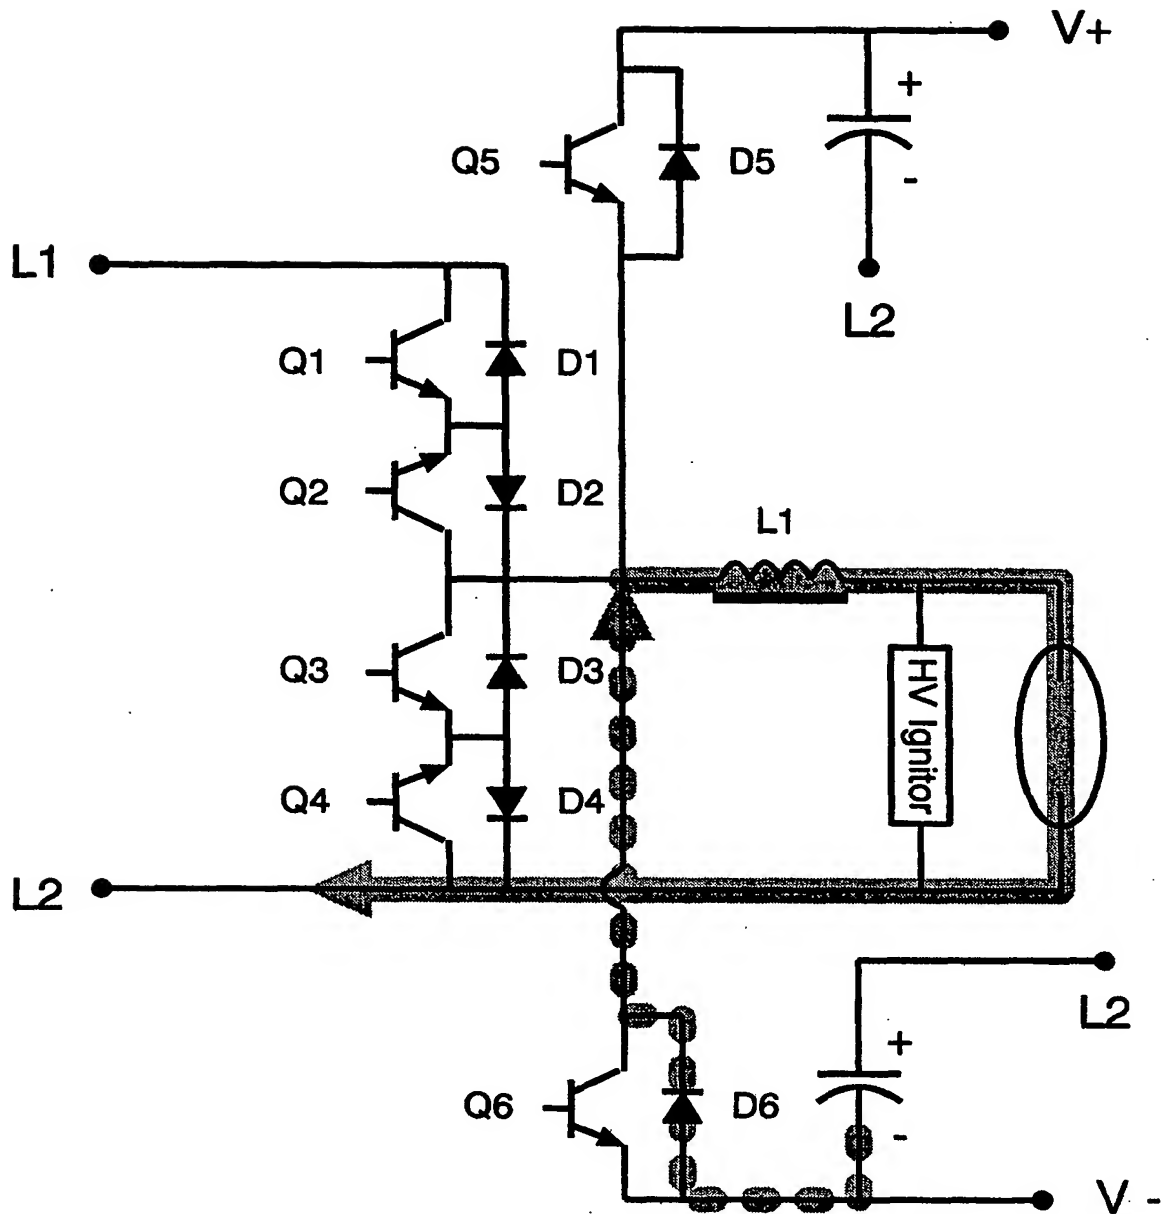 V+
+
Q5
D5
-
L1
L2
Q1
D1
Q2
D2
L1
Q3
D3
HV Ignitor
Q4
D4
L2
L2
+
Q6
D6
-
V -